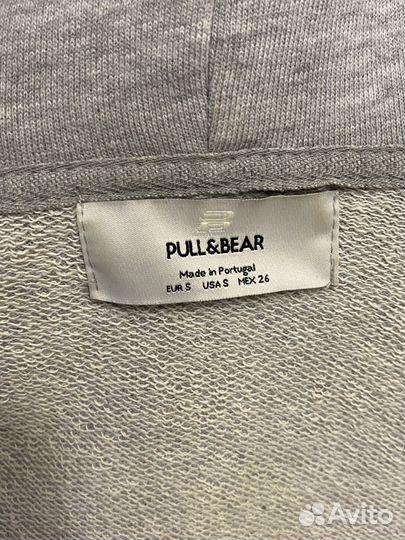 PULL&BEAR
Made in Portugal
EUR S USA S MEX 26
Avito